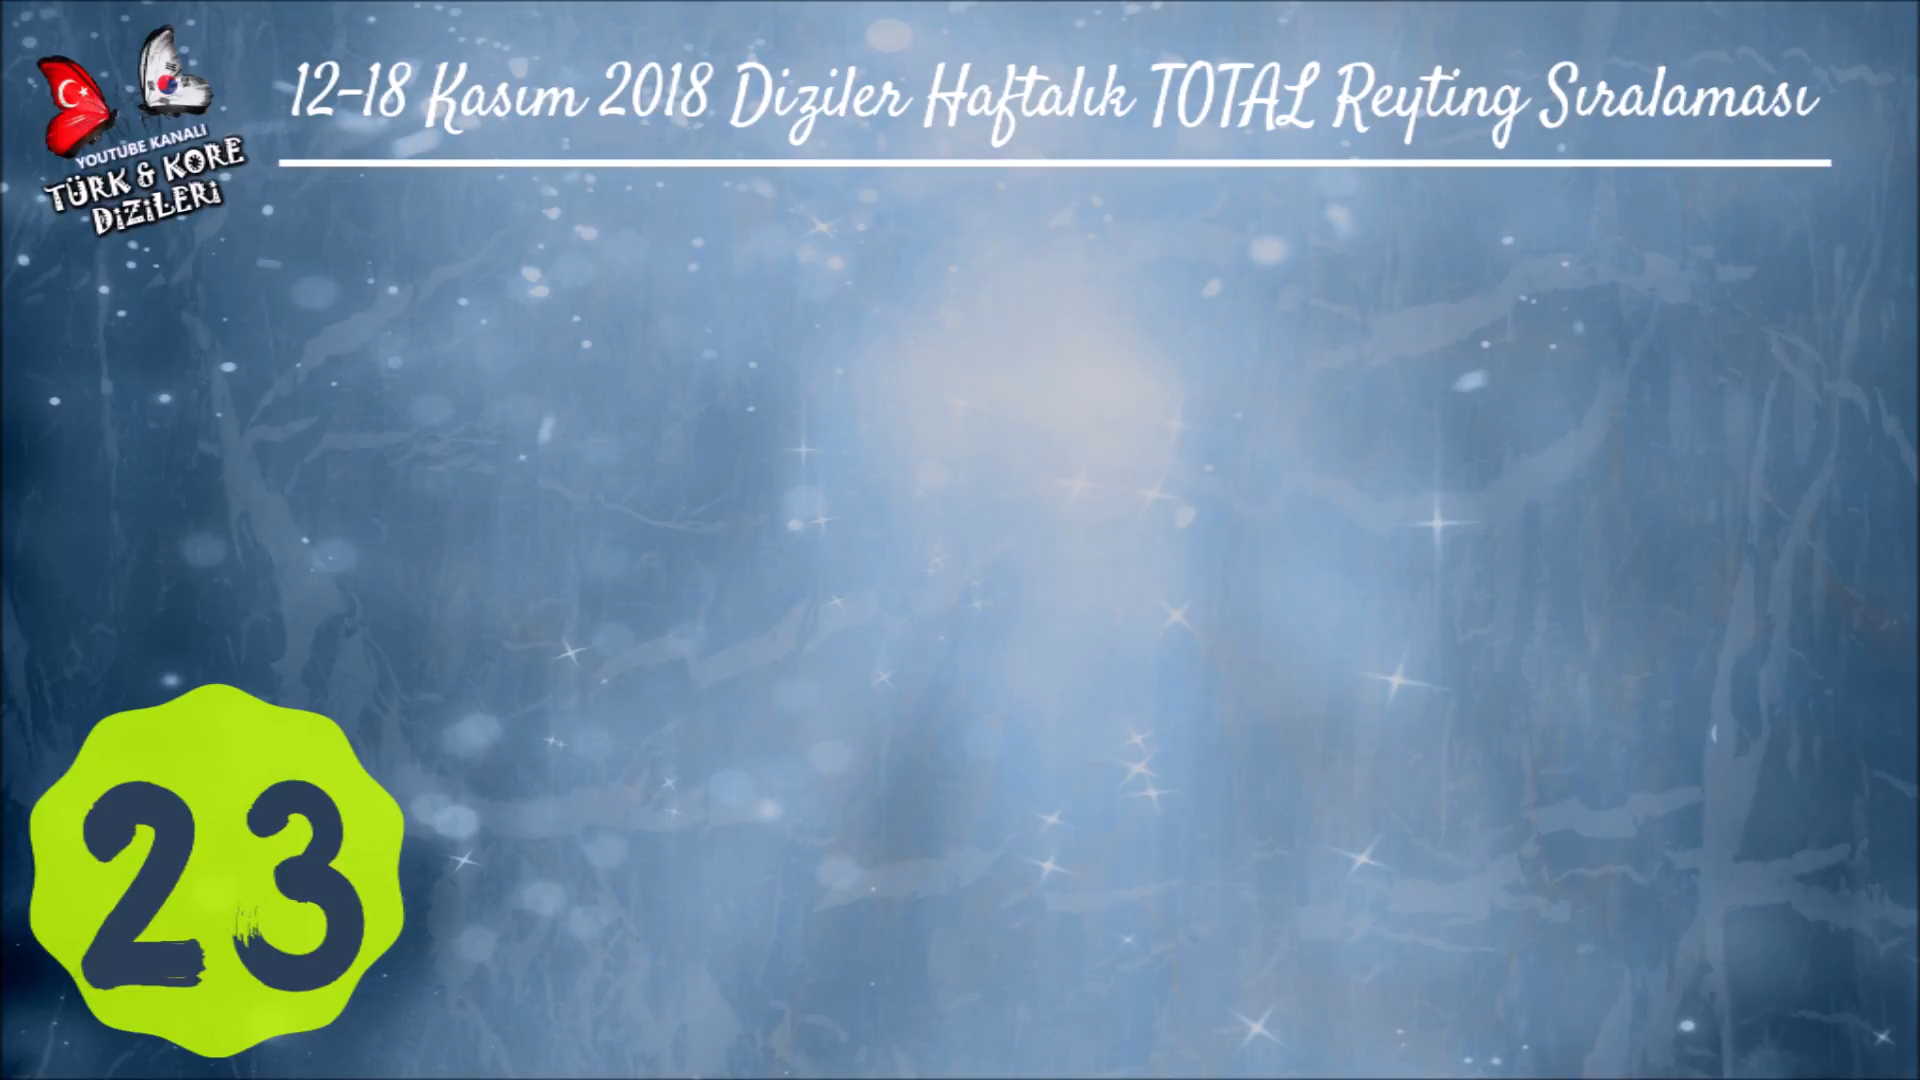 12-18 Kasım 2018 Diziler Haftalık TOTAL Reyting Sıralaması
YOUTUBE KANALI
TÜRK & KORE
DİZİLERİ
23